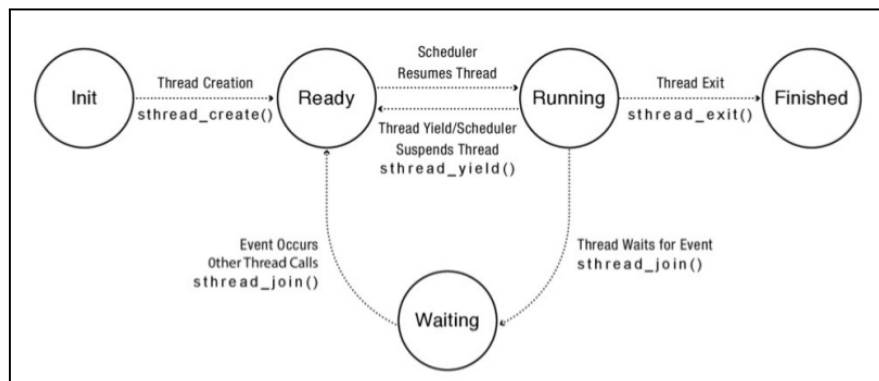 Init
Thread Creation
sthread_create()
Ready
Scheduler
Resumes Thread
Thread Yield/Scheduler
Suspends Thread
sthread_yield()
Running
Thread Exit
sthread_exit()
Finished
Event Occurs
Other Thread Calls
sthread_join()
Waiting
Thread Waits for Event
sthread_join()